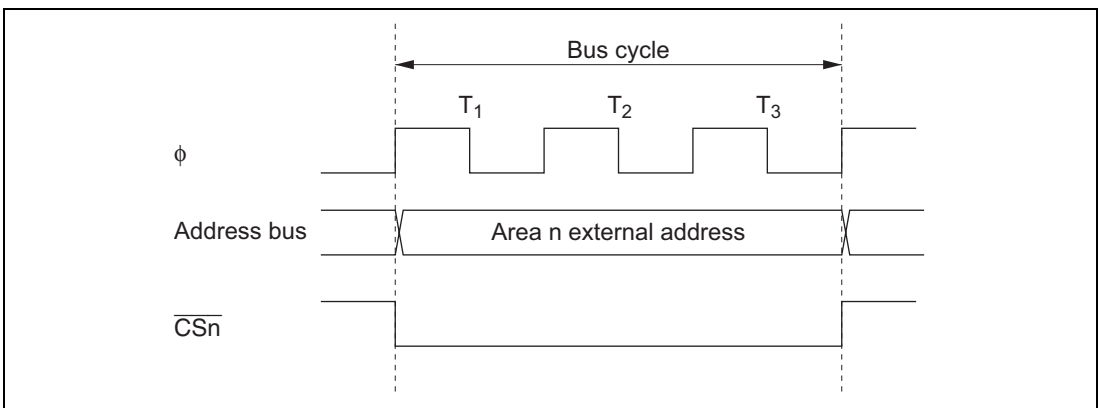 Bus cycle
T1 T2 T3
ϕ
Address bus Area n external address
CSn